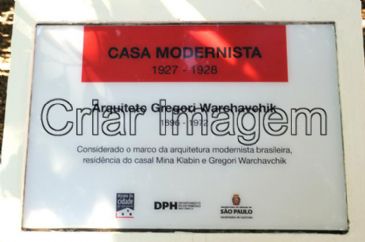 CASA MODERNISTA
1927 - 1928
Arquiteto Gregori Warchavchik
1896 - 1972
Criar Imagem
Considerado o marco da arquitetura modernista brasileira,
residência do casal Mina Klabin e Gregori Warchavchik
cidade
DPH
SÃO PAULO